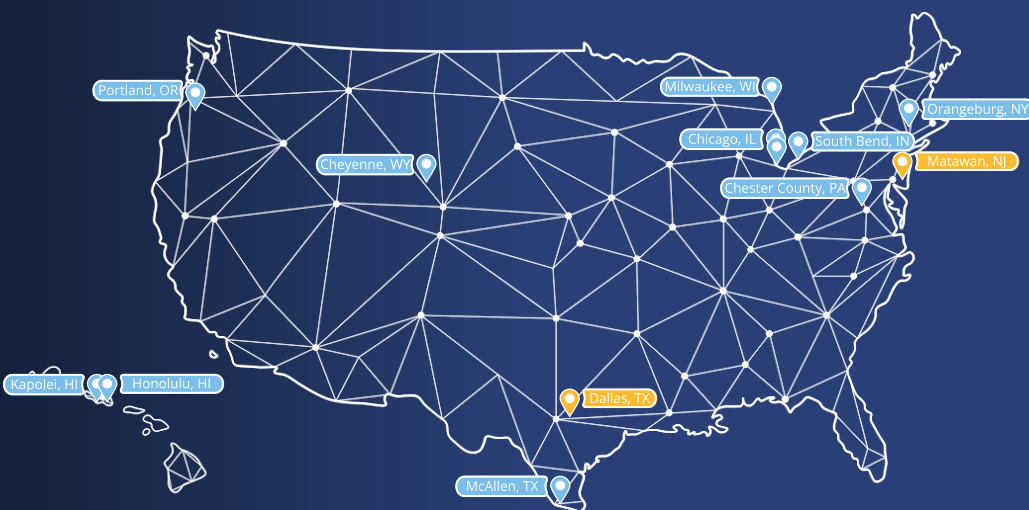 Portland, OR
Milwaukee, WI
Orangeburg, NY
Chicago, IL
South Bend, IN
Cheyenne, WY
Matawan, NJ
Chester County, PA
Kapolei, HI
Honolulu, HI
Dallas, TX
McAllen, TX